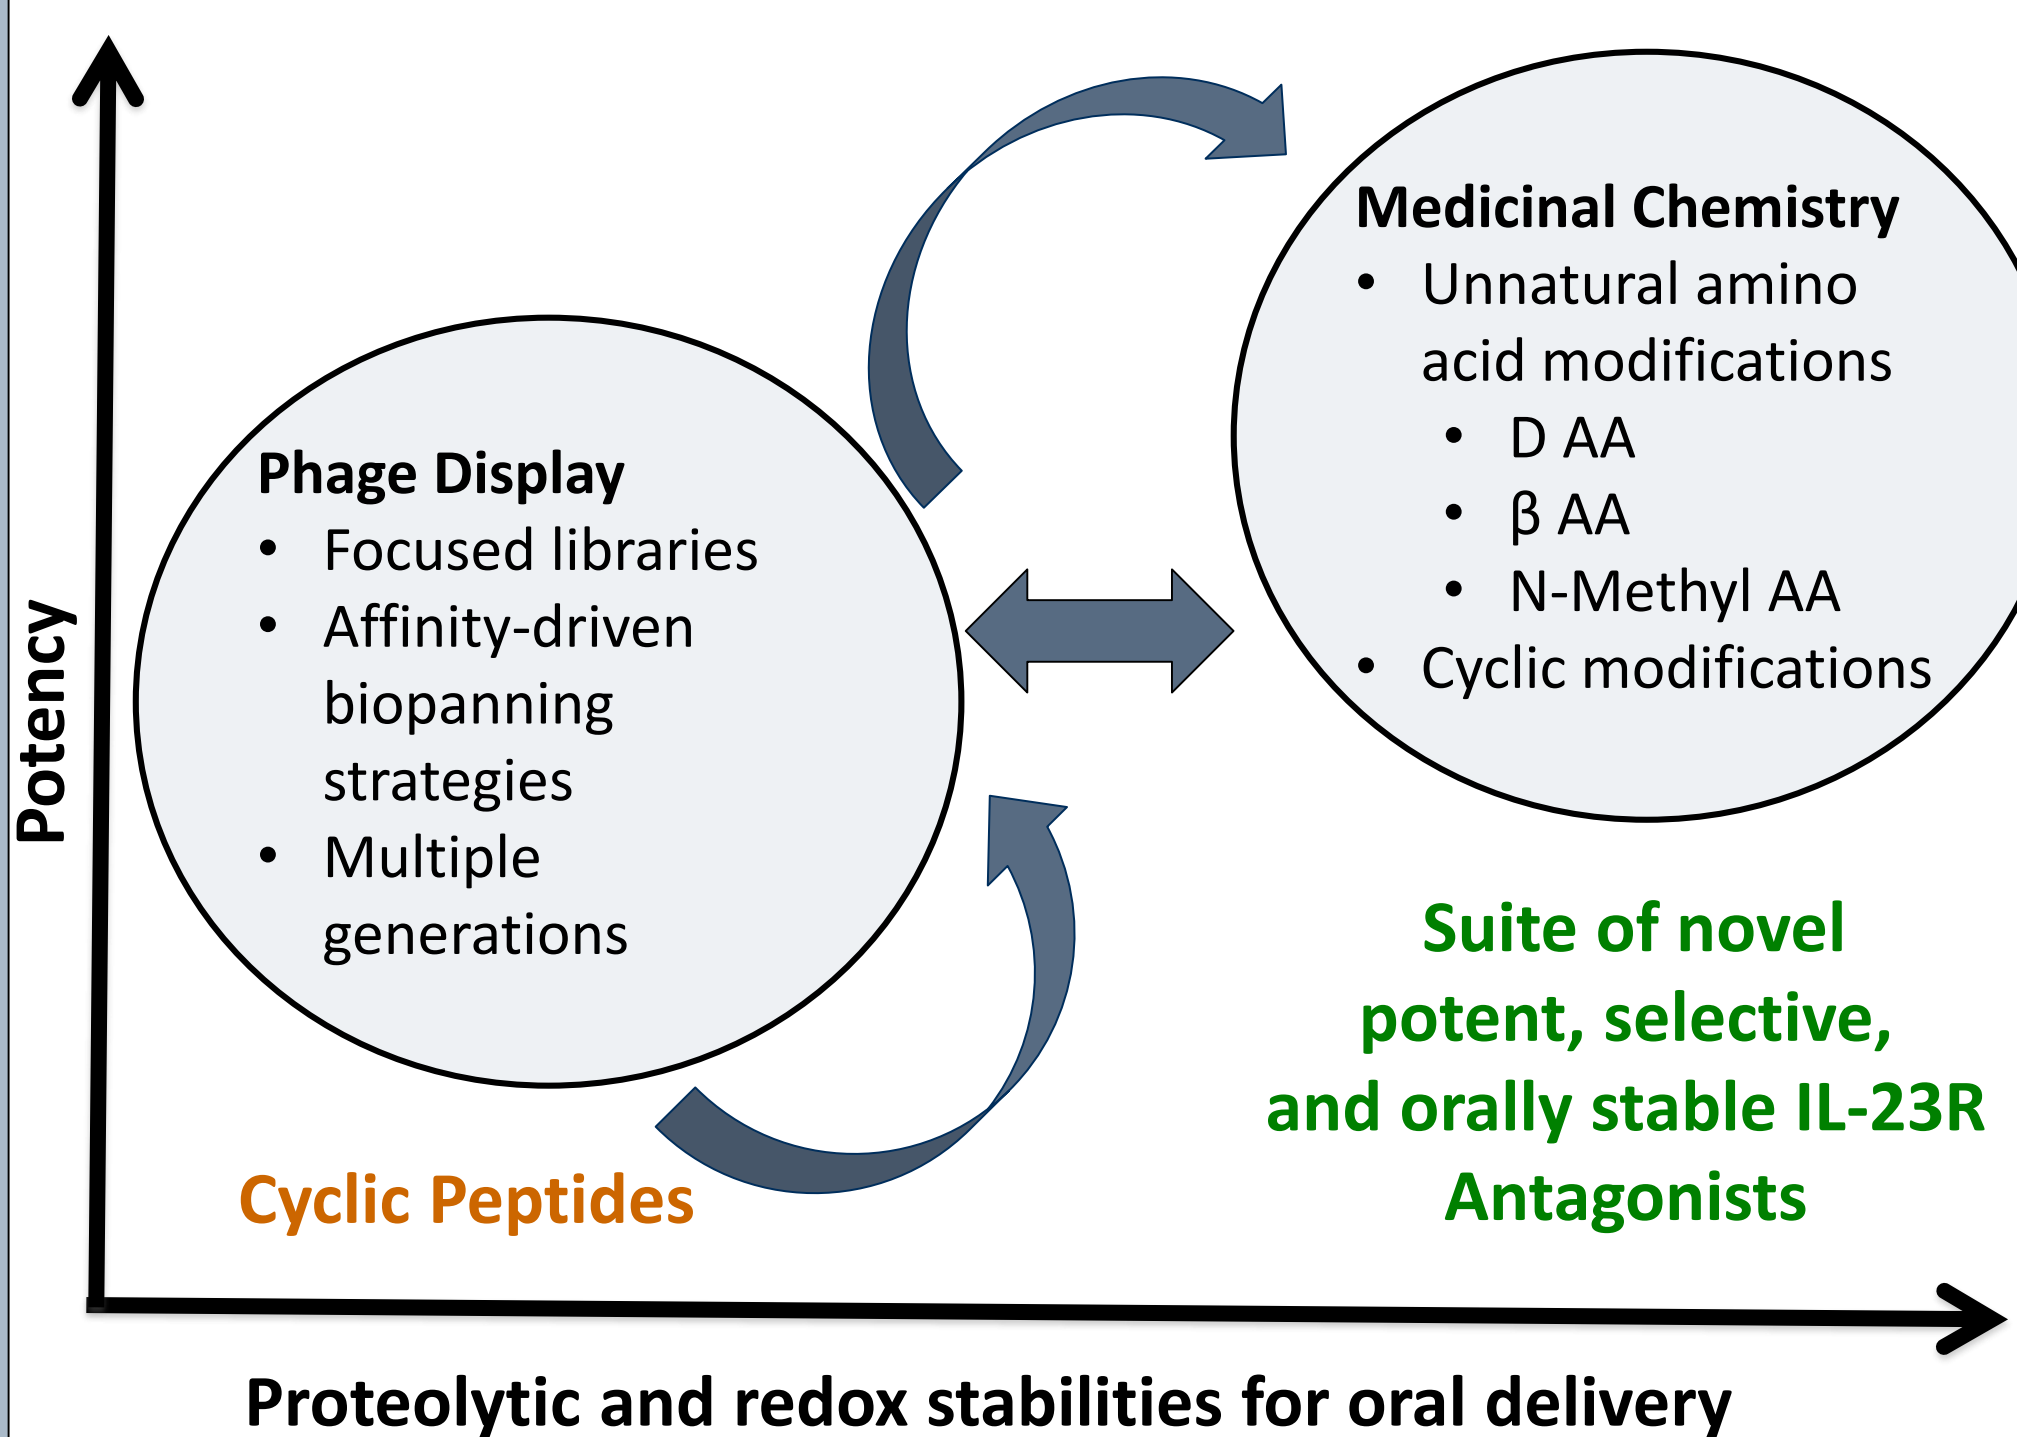 Potency
Phage Display
• Focused libraries
• Affinity-driven
biopanning
strategies
• Multiple
generations
Cyclic Peptides
Medicinal Chemistry
• Unnatural amino
acid modifications
• D AA
• β AA
• N-Methyl AA
• Cyclic modifications
Suite of novel
potent, selective,
and orally stable IL-23R
Antagonists
Proteolytic and redox stabilities for oral delivery